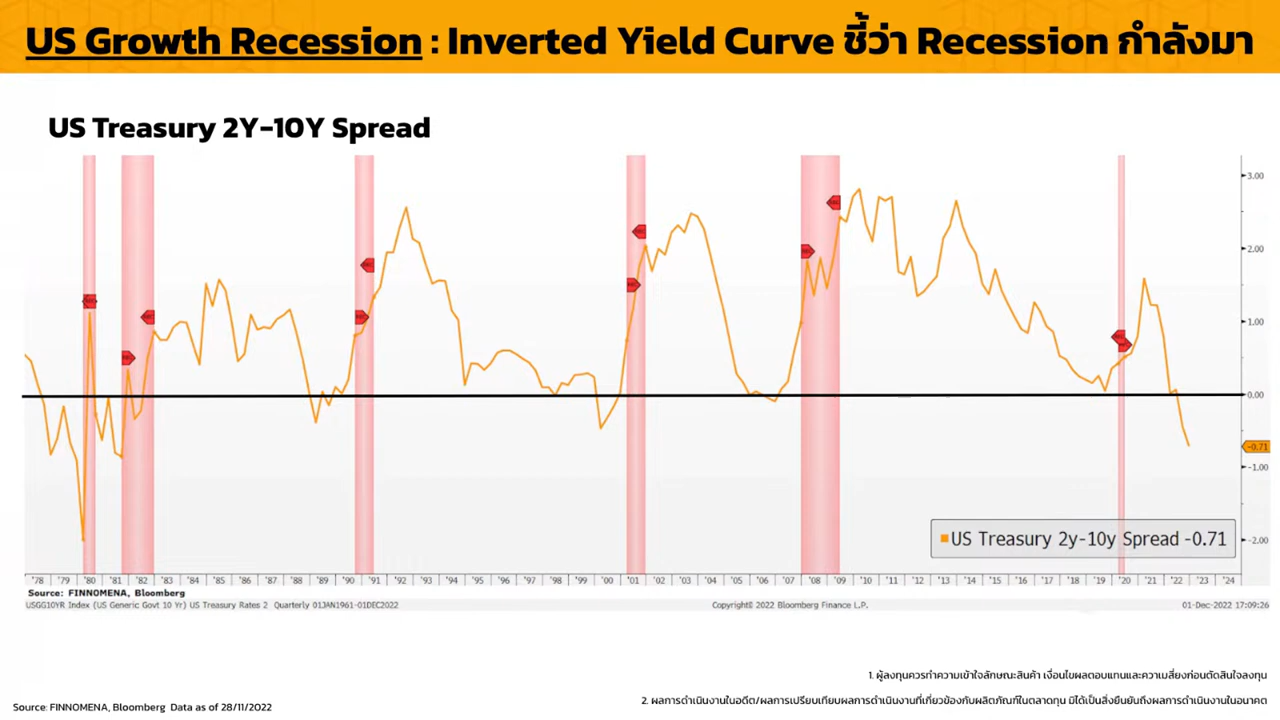 US Growth Recession : Inverted Yield Curve ชี้ว่า Recession กำลังมา
US Treasury 2Y-10Y Spread
3.00
2.00
1.00
0.00
-0.71
-1.00
-2.00
US Treasury 2y-10y Spread -0.71
'78 '79 '80 '81 '82 '83 '84 '85 '86 '87 '88 '89 '90 '91 '92 '93 '94 '95 '96 '97 '98 '99 '00 '01 '02 '03 '04 '05 '06 '07 '08 '09 '10 '11 '12 '13 '14 '15 '16 '17 '18 '19 '20 '21 '22 '23 '24
Source: FINNOMENA, Bloomberg
USGG10YR Index (US Generic Govt 10 Yr) US Treasury Rates 2 Quarterly 01JAN1961-01DEC2022 Copyright© 2022 Bloomberg Finance L.P. 01-Dec-2022 17:09:26
1. ผู้ลงทุนควรทำความเข้าใจลักษณะสินค้า เงื่อนไขผลตอบแทนและความเสี่ยงก่อนตัดสินใจลงทุน
Source: FINNOMENA, Bloomberg Data as of 28/11/2022
2. ผลการดำเนินงานในอดีต/ผลการเปรียบเทียบผลการดำเนินงานที่เกี่ยวข้องกับผลิตภัณฑ์ในตลาดทุน มิได้เป็นสิ่งยืนยันถึงผลการดำเนินงานในอนาคต